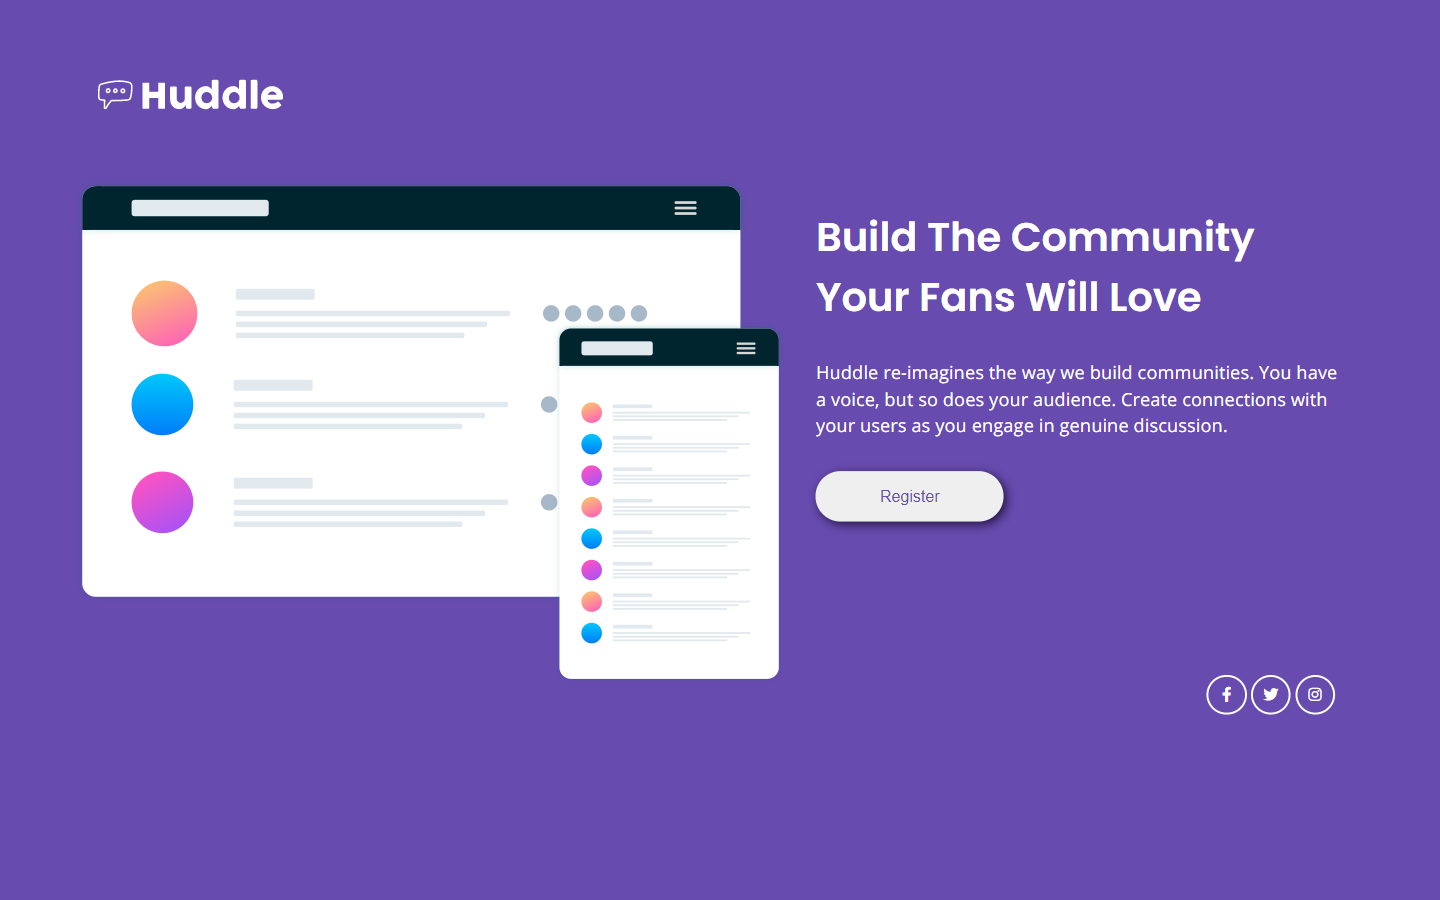 Huddle
Build The Community
Your Fans Will Love
Huddle re-imagines the way we build communities. You have
a voice, but so does your audience. Create connections with
your users as you engage in genuine discussion.
Register